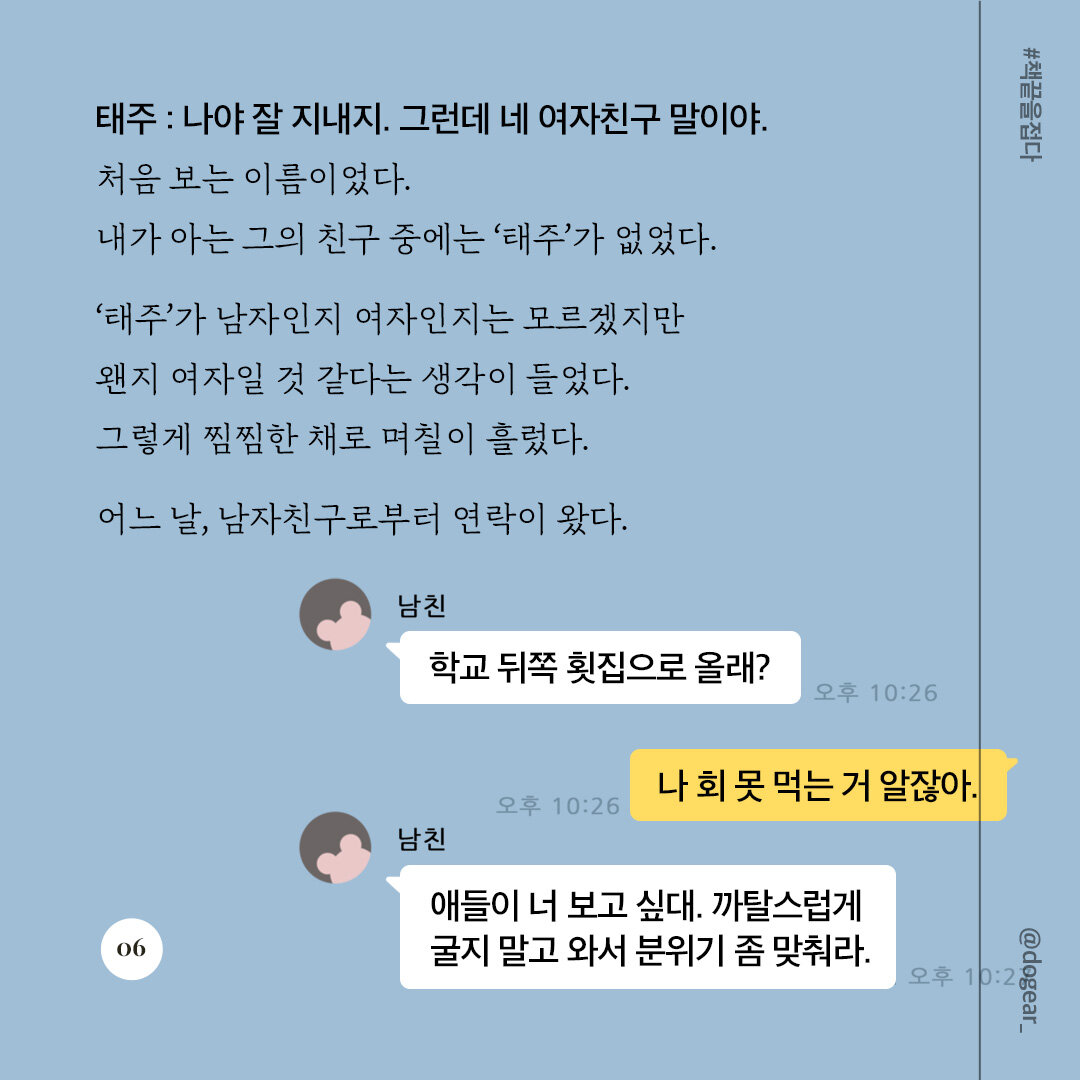 #책끝을접다
태주 : 나야 잘 지내지. 그런데 네 여자친구 말이야.
처음 보는 이름이었다.
내가 아는 그의 친구 중에는 ‘태주’가 없었다.
‘태주’가 남자인지 여자인지는 모르겠지만
왠지 여자일 것 같다는 생각이 들었다.
그렇게 찜찜한 채로 며칠이 흘렀다.
어느 날, 남자친구로부터 연락이 왔다.
남친
학교 뒤쪽 횟집으로 올래?
오후 10:26
나 회 못 먹는 거 알잖아.
오후 10:26
남친
애들이 너 보고 싶대. 까탈스럽게
굴지 말고 와서 분위기 좀 맞춰라.
오후
06
@dogear_